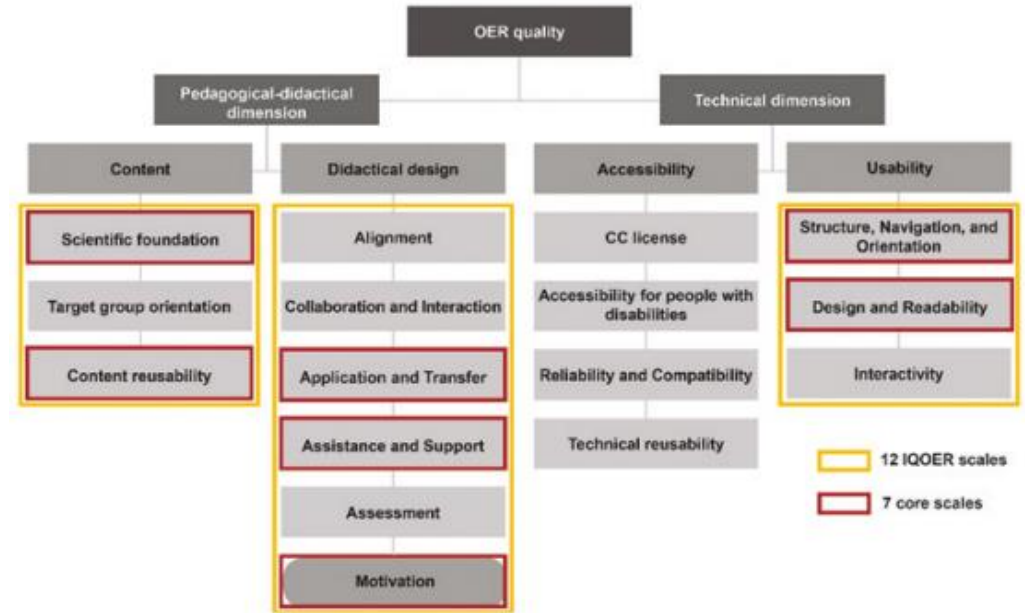 OER quality
Pedagogical-didactical
dimension
Technical dimension
Content
Didactical design
Accessibility
Usability
Scientific foundation
Target group orientation
Content reusability
Alignment
Collaboration and Interaction
Application and Transfer
Assistance and Support
Assessment
Motivation
CC license
Accessibility for people with
disabilities
Reliability and Compatibility
Technical reusability
Structure, Navigation, and
Orientation
Design and Readability
Interactivity
12 IQOER scales
7 core scales